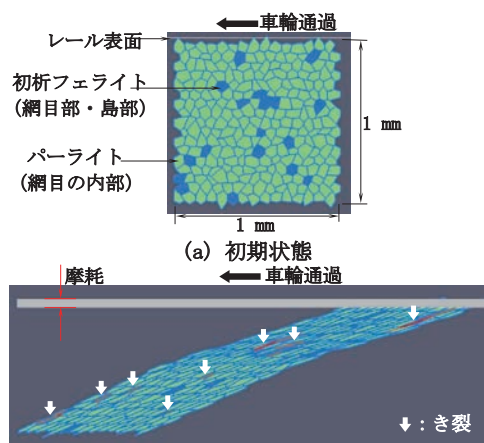 車輪通過
レール表面
初析フェライト
(網目部・島部)
パーライト
(網目の内部)
1 mm
1 mm
(a) 初期状態
摩耗
車輪通過
：き裂